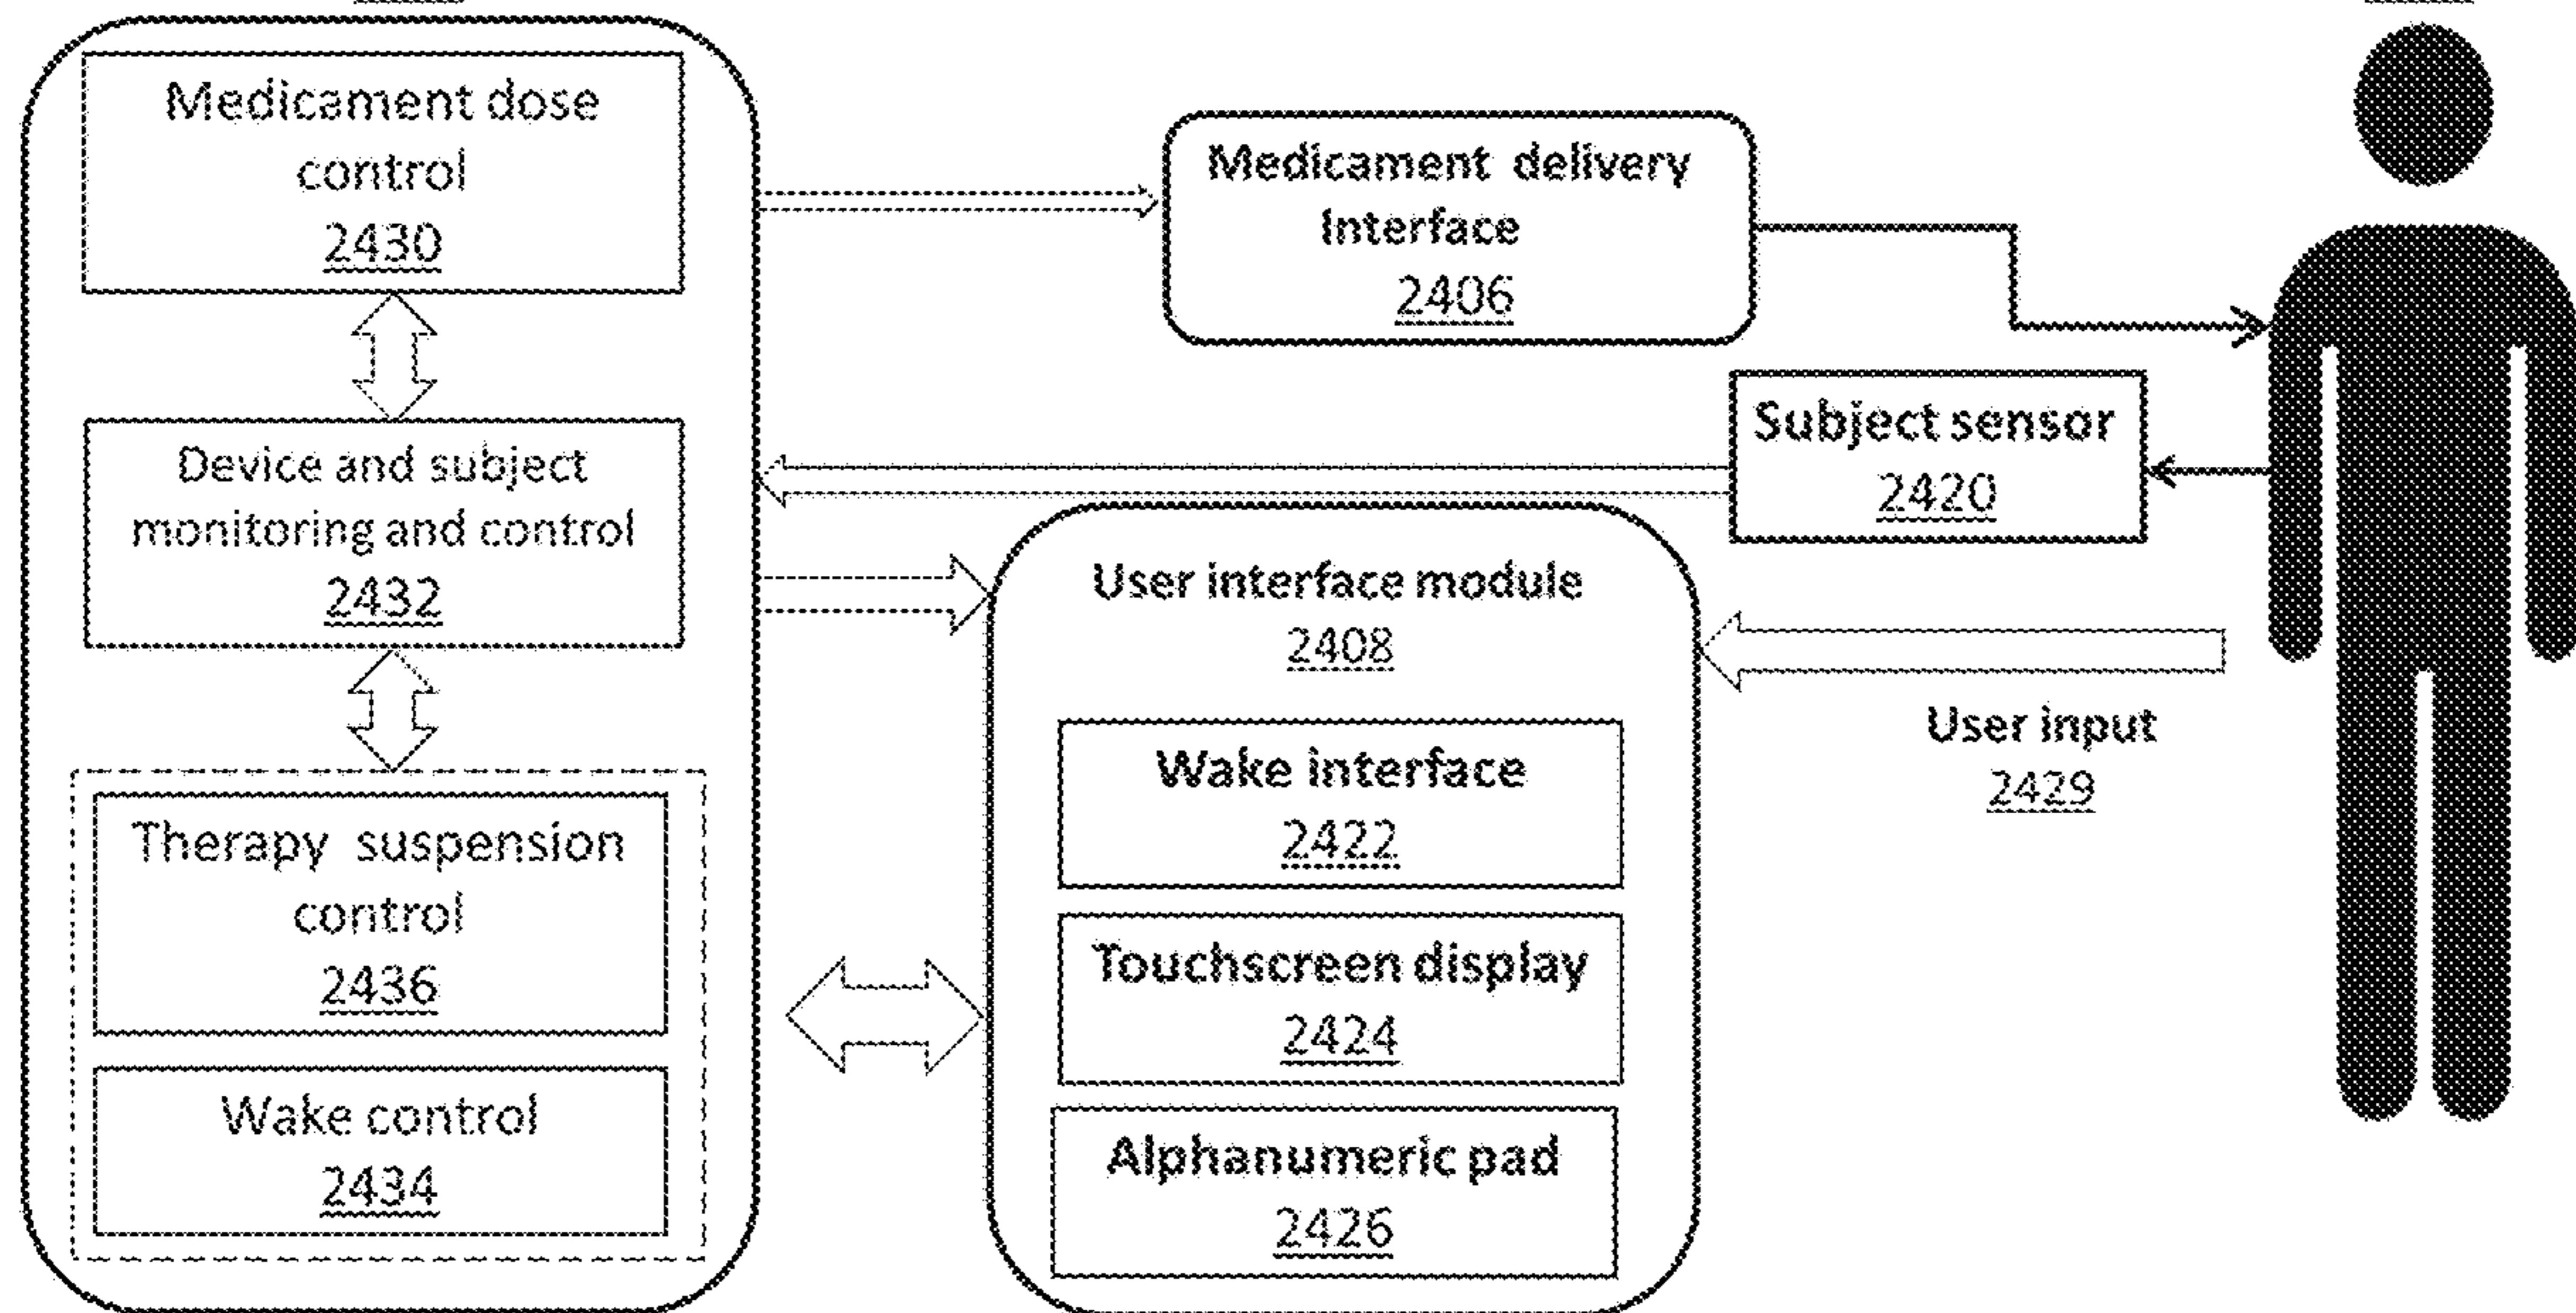 Medicament dose
control
2430
Device and subject
monitoring and control
2432
Therapy suspension
control
2436
Wake control
2434
Medicament delivery
Interface
2406
Subject sensor
2420
User interface module
2408
Wake interface
2422
Touchscreen display
2424
Alphanumeric pad
2426
User input
2429